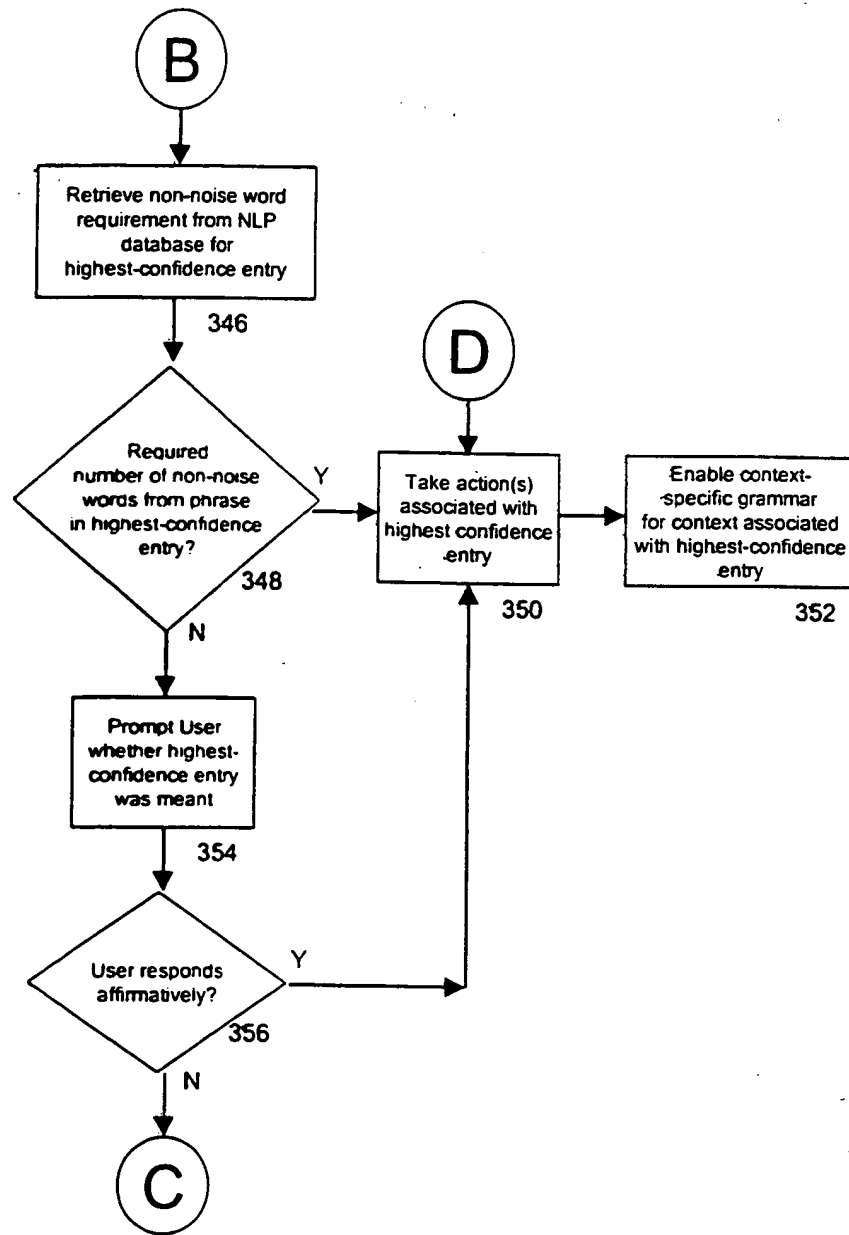 B
Retrieve non-noise word
requirement from NLP
database for
highest-confidence entry
346
D
Required
number of non-noise
words from phrase
in highest-confidence
entry?
348
Y
Take action(s)
associated with
highest confidence
entry
350
Enable context-
-specific grammar
for context associated
with highest-confidence
entry
352
N
Prompt User
whether highest-
confidence entry
was meant
354
User responds
affirmatively?
356
Y
N
C